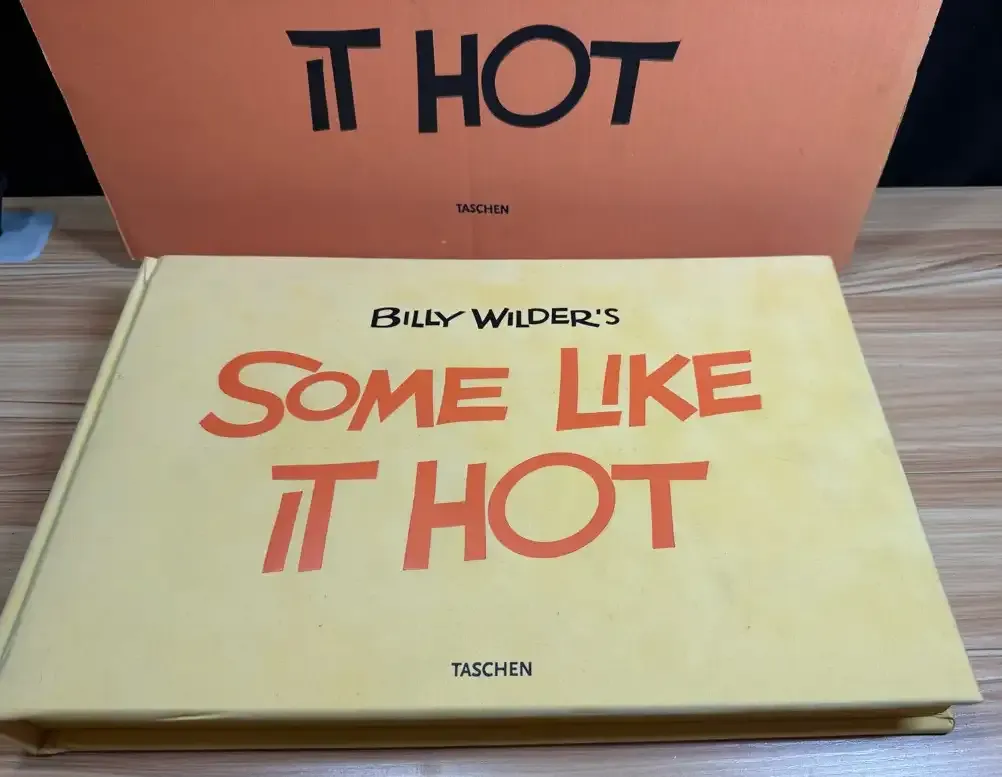 IT HOT
TASCHEN
BILLY WILDER'S
SOME LIKE
IT HOT
TASCHEN